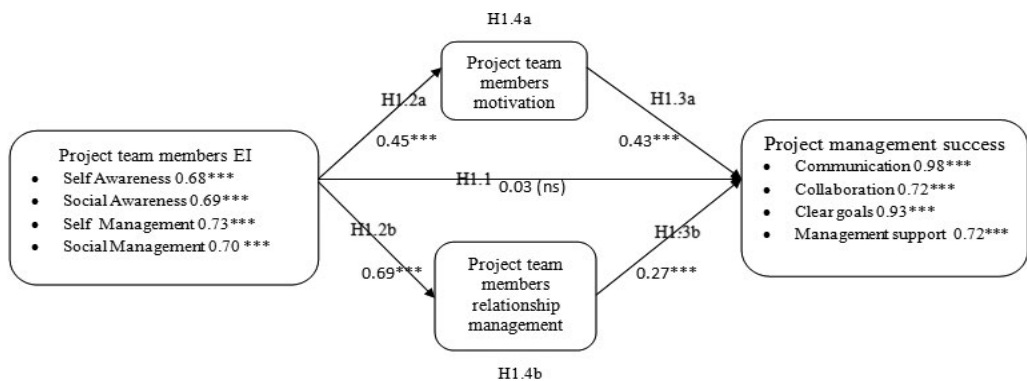 H1.4a
Project team
members
motivation
H1.2a
H1.3a
0.45***
0.43***
Project team members EI
• Self Awareness 0.68***
• Social Awareness 0.69***
• Self Management 0.73***
• Social Management 0.70 ***
H1.1 0.03 (ns)
Project management success
• Communication 0.98***
• Collaboration 0.72***
• Clear goals 0.93***
• Management support 0.72***
H1.2b
H1.3b
0.69***
0.27***
Project team
members
relationship
management
H1.4b